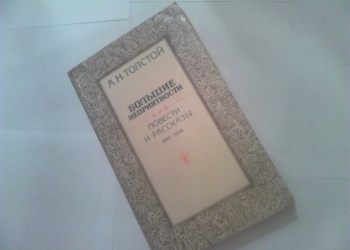 А.Н.ТОЛСТОЙ
БОЛЬШИЕ
НЕПРИЯТНОСТИ
ПОВЕСТИ
И РАССКАЗЫ